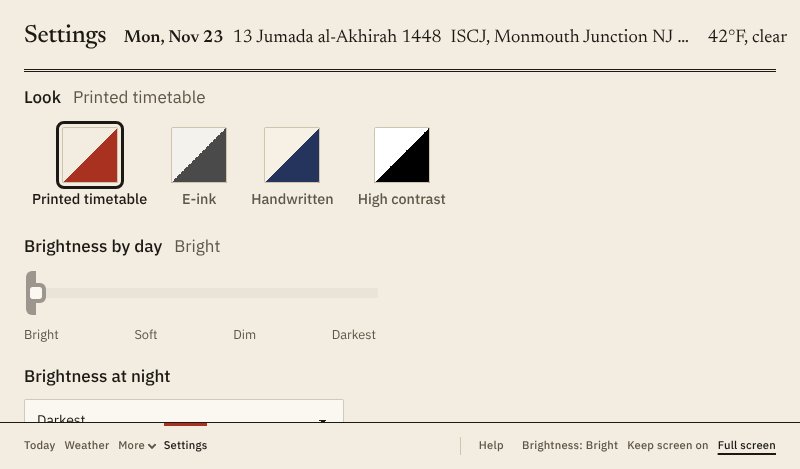 Settings Mon, Nov 23 13 Jumada al-Akhirah 1448 ISCJ, Monmouth Junction NJ ... 42°F, clear
Look Printed timetable
Printed timetable E-ink Handwritten High contrast
Brightness by day Bright
Bright Soft Dim Darkest
Brightness at night
Darkest
Today Weather More Settings Help Brightness: Bright Keep screen on Full screen